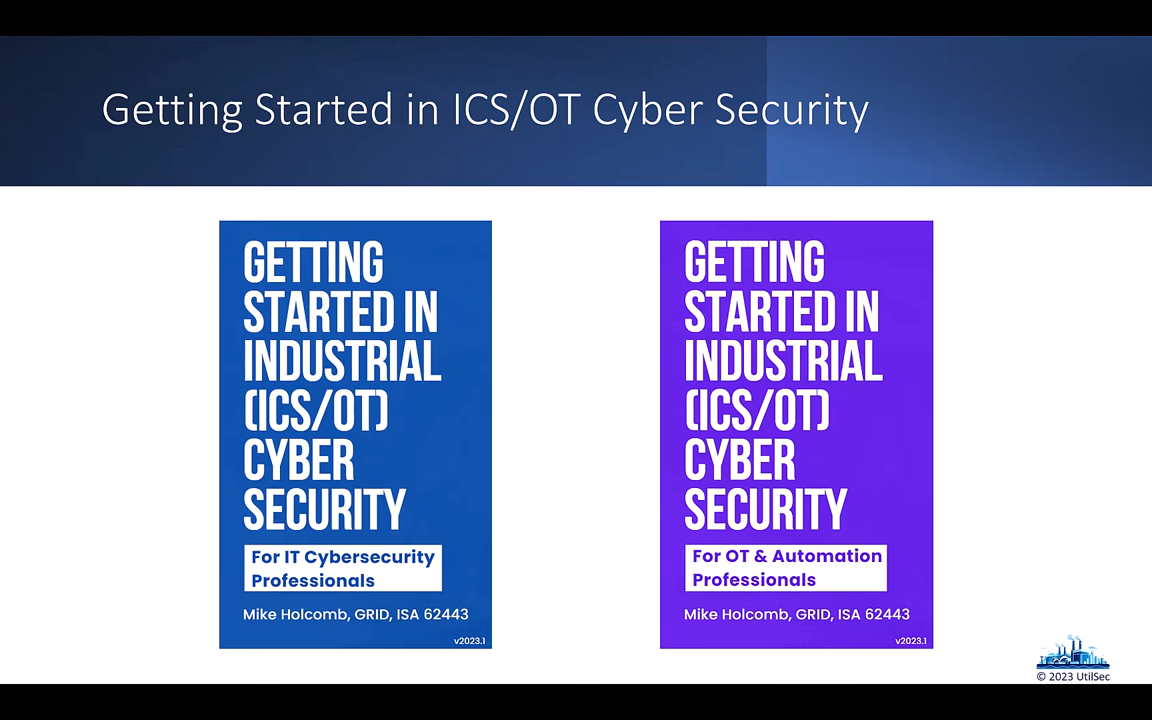 Getting Started in ICS/OT Cyber Security
GETTING
STARTED IN
INDUSTRIAL
(ICS/OT)
CYBER
SECURITY
For IT Cybersecurity
Professionals
Mike Holcomb, GRID, ISA 62443
v2023.1
GETTING
STARTED IN
INDUSTRIAL
(ICS/OT)
CYBER
SECURITY
For OT & Automation
Professionals
Mike Holcomb, GRID, ISA 62443
v2023.1
© 2023 UtilSec